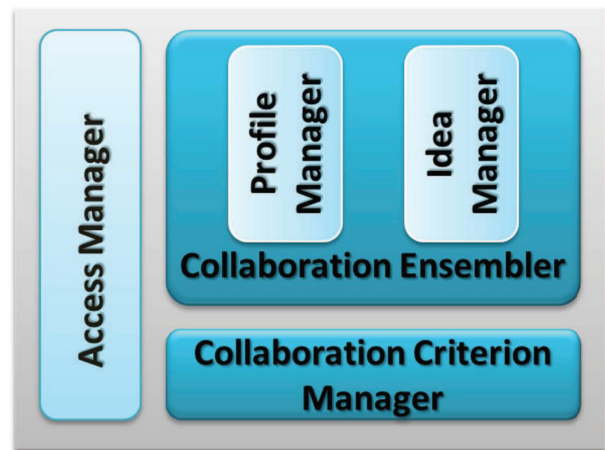 Access Manager
Profile
Manager
Idea
Manager
Collaboration Ensembler
Collaboration Criterion
Manager